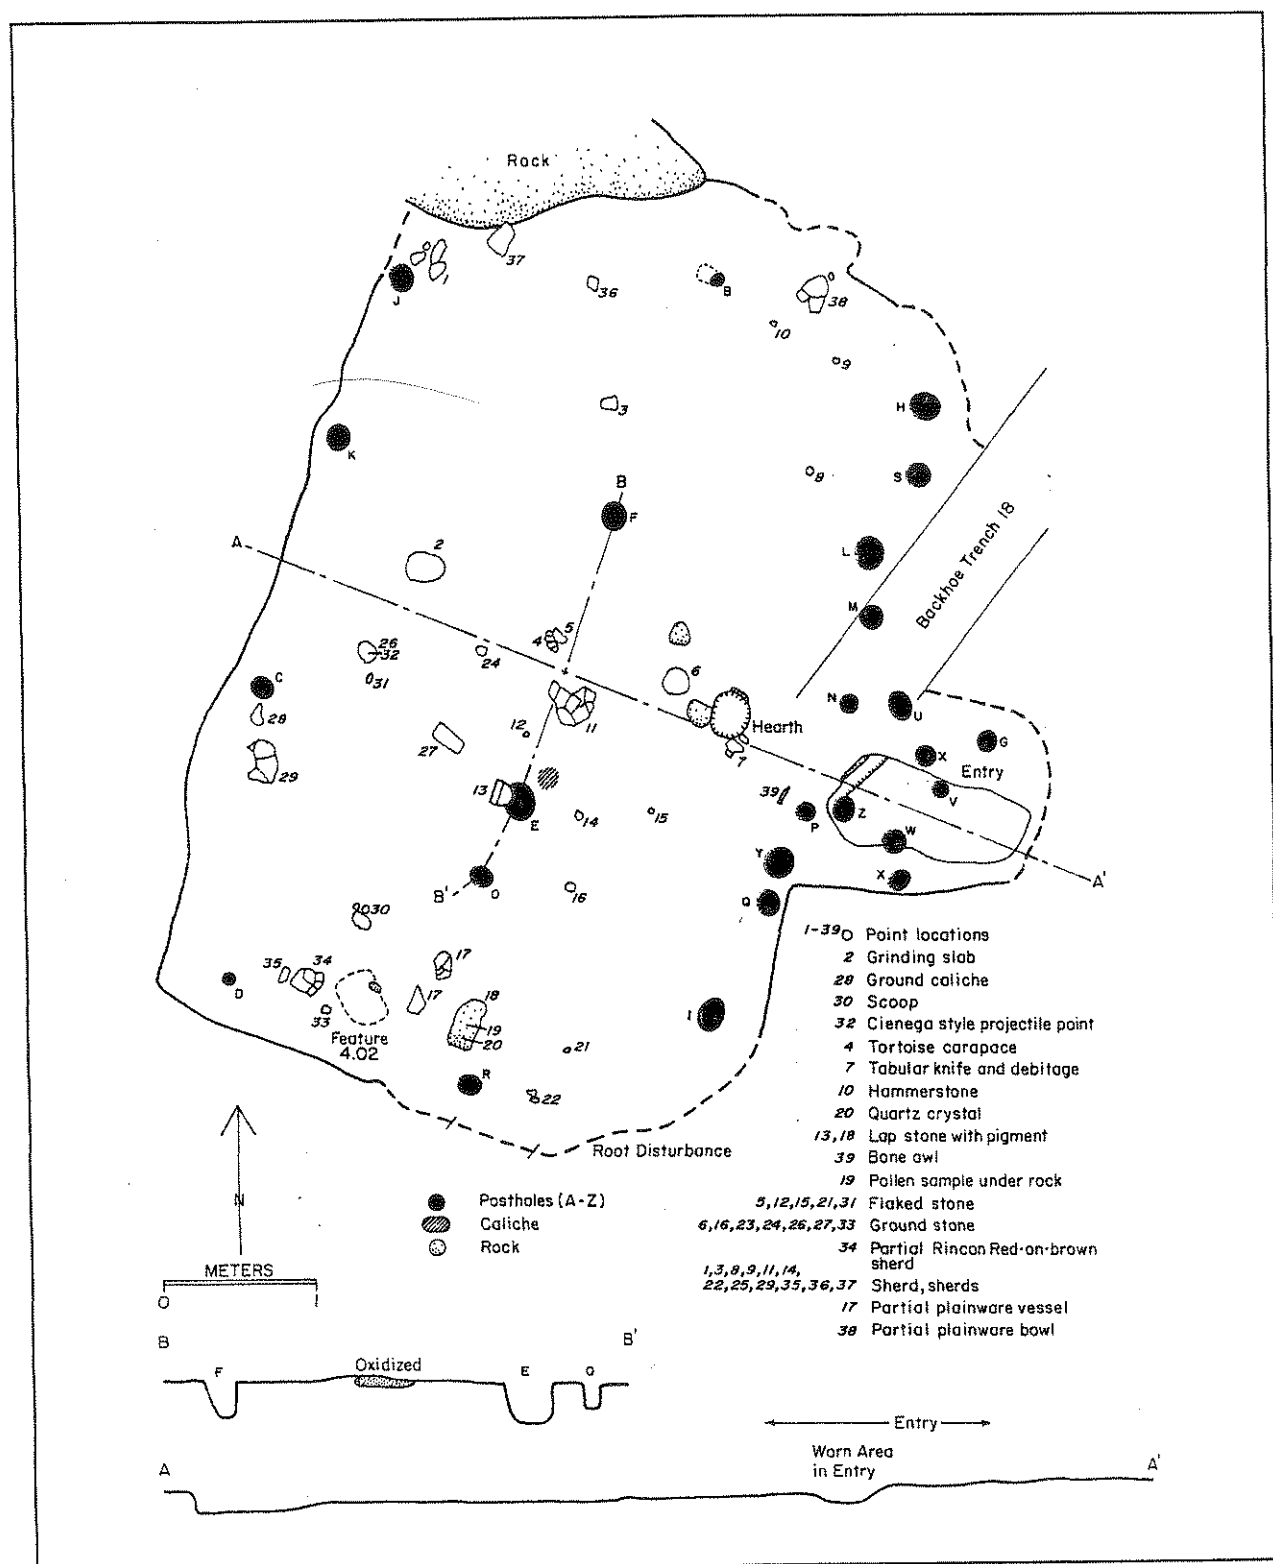 Rock
37
1
J
36
B
38
10
9
3
H
K
8
S
B
F
A
2
L
Backhoe Trench 18
M
5
4
26
32
24
6
C
31
N
U
28
11
Hearth
12
G
27
7
X
Entry
29
39
V
13
E
14
15
P
Z
W
Y
X
A'
B'
O
16
Q
30
17
35
34
D
18
17
I
33
19
Feature
4.02
20
21
R
22
Root Disturbance
1-39 Point locations
2 Grinding slab
28 Ground caliche
30 Scoop
32 Cienega style projectile point
4 Tortoise carapace
7 Tabular knife and debitage
10 Hammerstone
20 Quartz crystal
13,18 Lap stone with pigment
39 Bone awl
19 Pollen sample under rock
5,12,15,21,31 Flaked stone
6,16,23,24,26,27,33 Ground stone
34 Partial Rincon Red-on-brown
sherd
1,3,8,9,11,14,
22,25,29,35,36,37 Sherd, sherds
17 Partial plainware vessel
38 Partial plainware bowl
N
Postholes (A-Z)
Caliche
Rock
METERS
0
1
B
B'
F
Oxidized
E
O
Entry
Worn Area
in Entry
A
A'